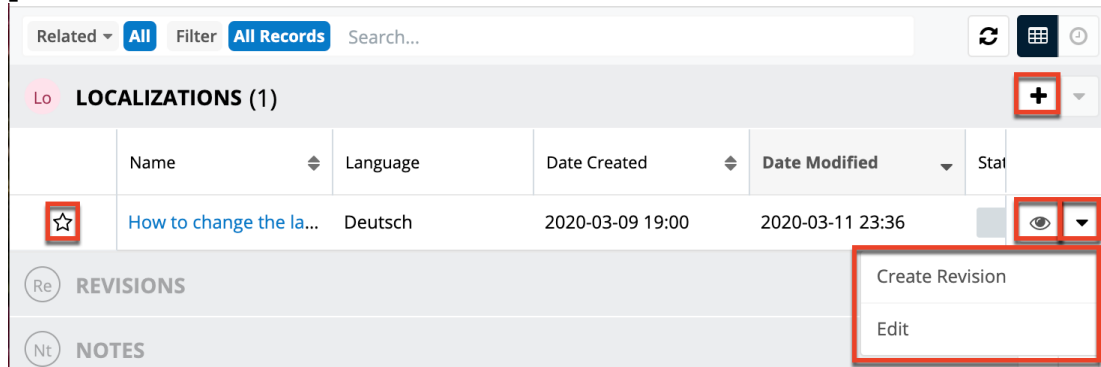 Related All Filter All Records Search...
Lo LOCALIZATIONS (1)
Name Language Date Created Date Modified Stat
How to change the la... Deutsch 2020-03-09 19:00 2020-03-11 23:36
Create Revision
Re REVISIONS
Edit
Nt NOTES